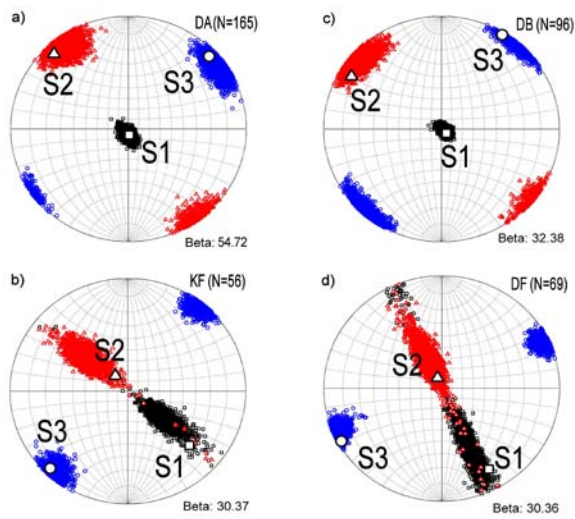 a) DA(N=165)
S2
S3
S1
Beta: 54.72
c) DB (N=96)
S3
S2
S1
Beta: 32.38
b) KF(N=56)
S2
S3
S1
Beta: 30.37
d) DF (N=69)
S2
S3
S1
Beta: 30.36